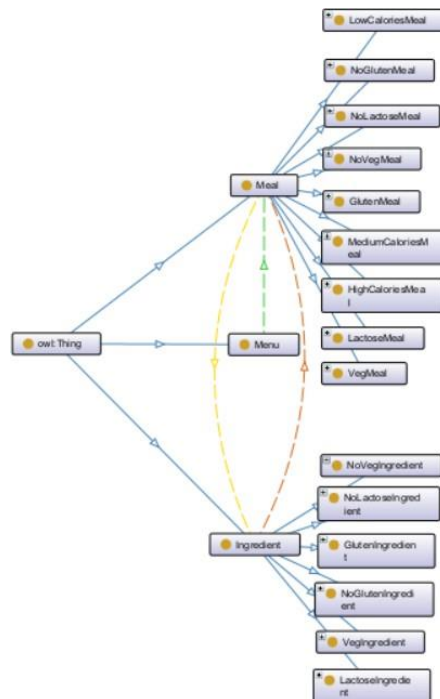 LowCaloriesMeal
NoGlutenMeal
NoLactoseMeal
NoVegMeal
Meal
GlutenMeal
MediumCaloriesM
eal
HighCaloriesMea
l
owl:Thing
Menu
LactoseMeal
VegMeal
NoVegIngredient
NoLactoseIngred
ient
Ingredient
GlutenIngredien
t
NoGlutenIngredi
ent
VegIngredient
LactoseIngredie
nt